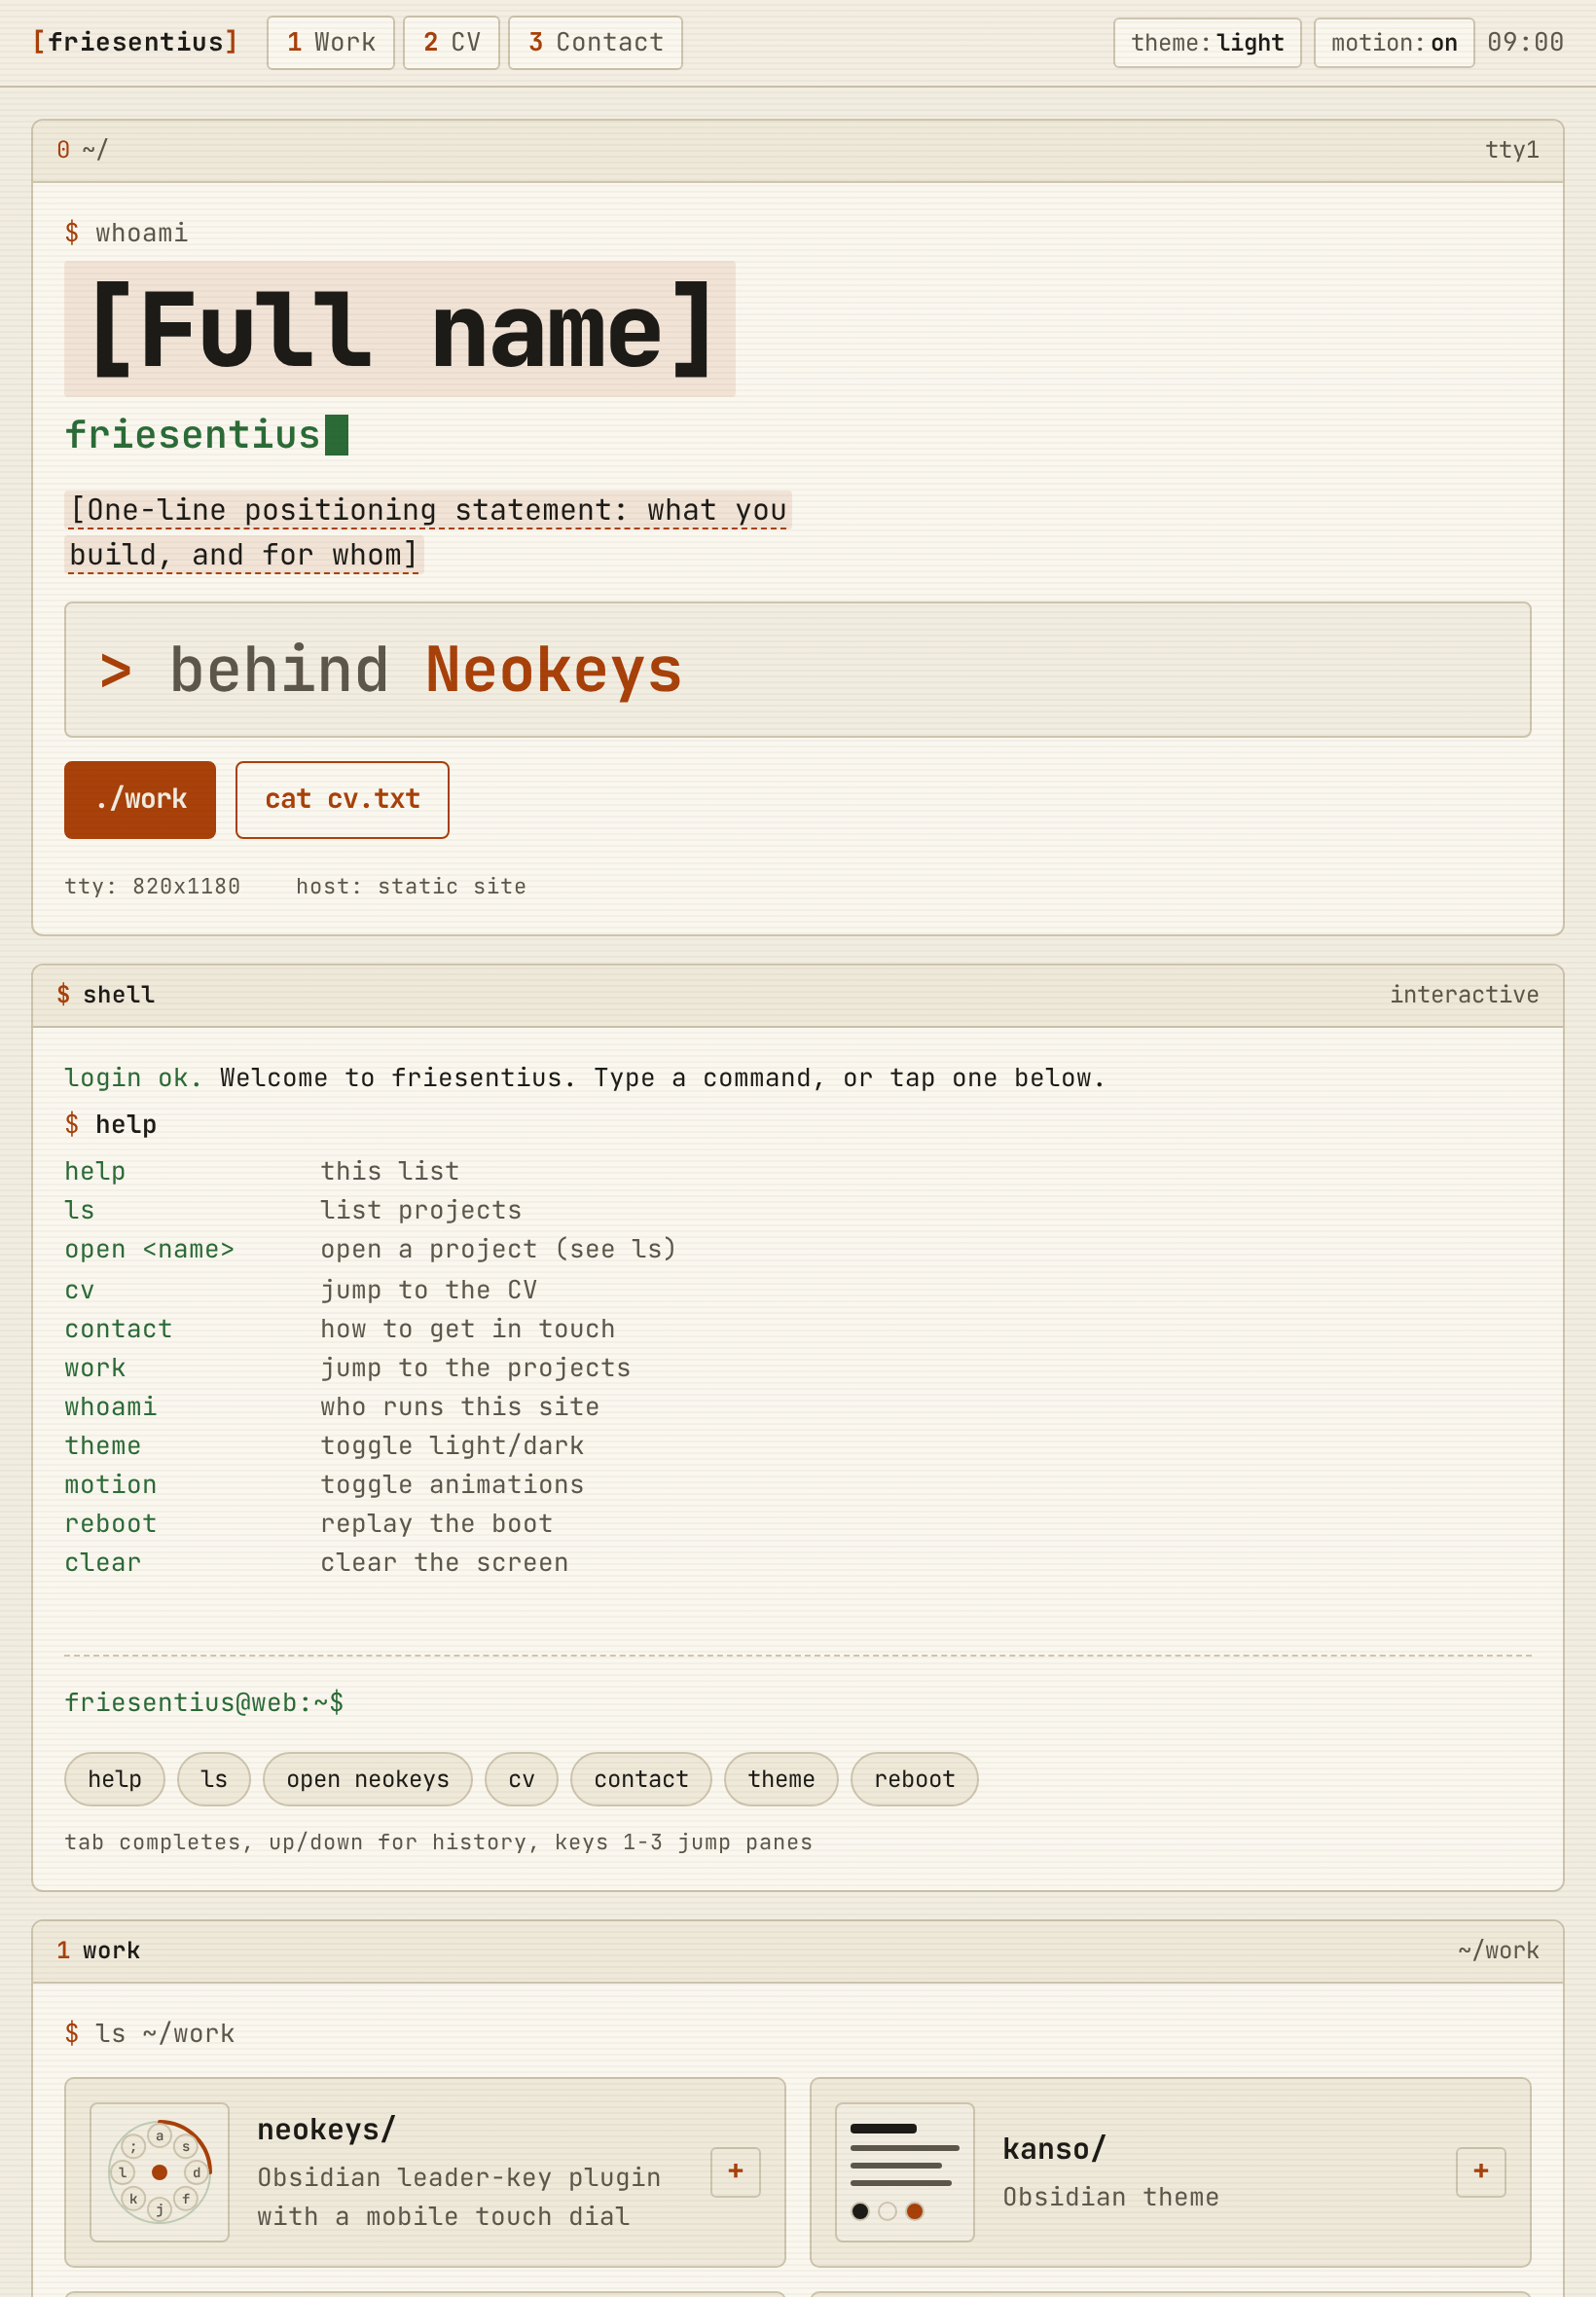 [friesentius] 1 Work 2 CV 3 Contact theme:light motion:on 09:00
0 ~/ tty1
$ whoami
[Full name]
friesentius
[One-line positioning statement: what you
build, and for whom]
> behind Neokeys
./work cat cv.txt
tty: 820x1180 host: static site
$ shell interactive
login ok. Welcome to friesentius. Type a command, or tap one below.
$ help
help this list
ls list projects
open <name> open a project (see ls)
cv jump to the CV
contact how to get in touch
work jump to the projects
whoami who runs this site
theme toggle light/dark
motion toggle animations
reboot replay the boot
clear clear the screen
friesentius@web:~$
help ls open neokeys cv contact theme reboot
tab completes, up/down for history, keys 1-3 jump panes
1 work ~/work
$ ls ~/work
a s d f j k l ;
neokeys/
Obsidian leader-key plugin
with a mobile touch dial
+
kanso/
Obsidian theme
+